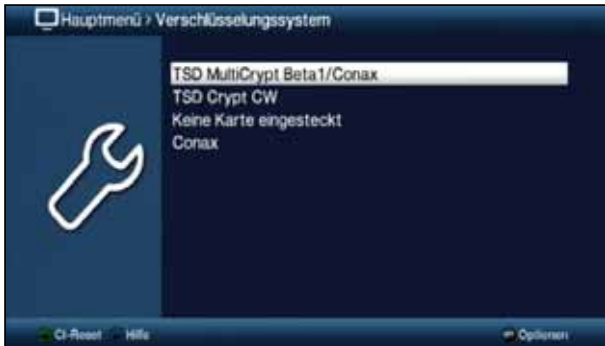 Hauptmenü > Verschlüsselungssystem
TSD MultiCrypt Beta1/Conax
TSD Crypt CW
Keine Karte eingesteckt
Conax
CI-Reset Hilfe Optionen